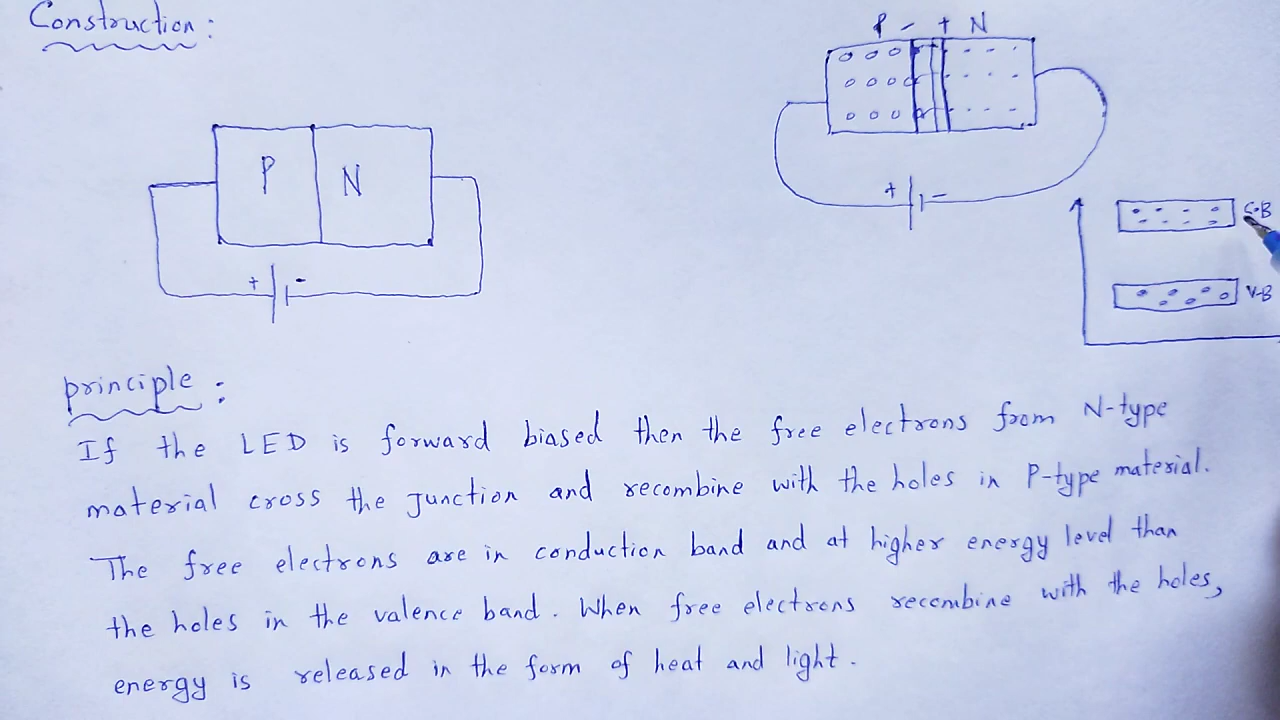 Construction:
P - + N
P N
+ -
+ -
C.B
V-B
principle:
If the LED is forward biased then the free electrons from N-type
material cross the junction and recombine with the holes in P-type material.
The free electrons are in conduction band and at higher energy level than
the holes in the valence band. When free electrons recombine with the holes,
energy is released in the form of heat and light.